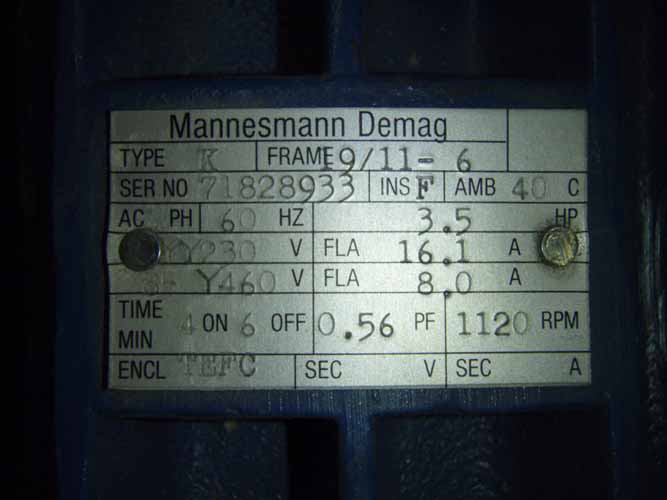 Mannesmann Demag
TYPE K FRAME 19/11- 6
SER NO 71828933 INS F AMB 40 C
AC PH 60 HZ 3.5 HP
YY230 V FLA 16.1 A
Y460 V FLA 8.0 A
TIME MIN 4 ON 6 OFF 0.56 PF 1120 RPM
ENCL TEFC SEC V SEC A